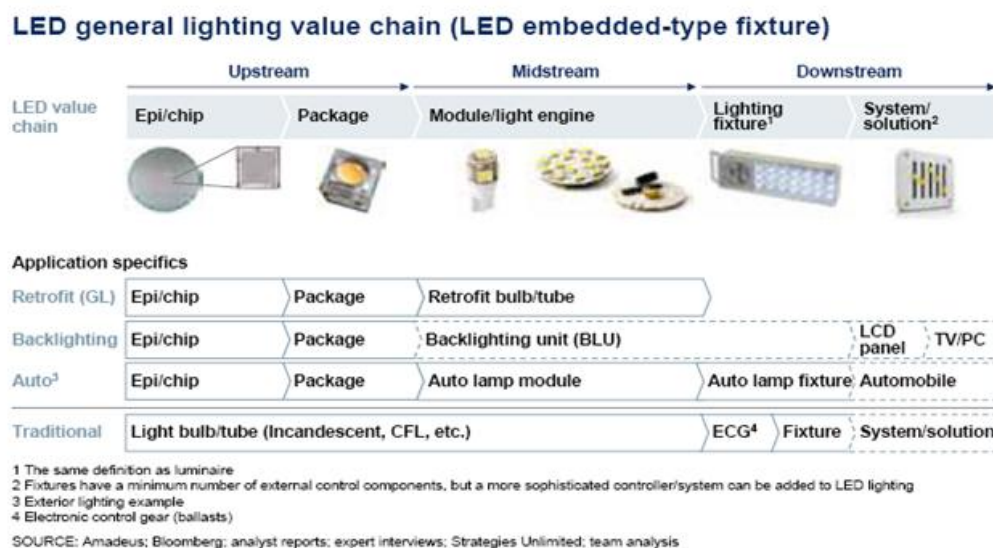 LED general lighting value chain (LED embedded-type fixture)
Upstream Midstream Downstream
LED value chain
Epi/chip Package Module/light engine Lighting fixture1 System/solution2
Application specifics
Retrofit (GL) Epi/chip Package Retrofit bulb/tube
Backlighting Epi/chip Package Backlighting unit (BLU) LCD panel TV/PC
Auto3 Epi/chip Package Auto lamp module Auto lamp fixture Automobile
Traditional Light bulb/tube (Incandescent, CFL, etc.) ECG4 Fixture System/solution
1 The same definition as luminaire
2 Fixtures have a minimum number of external control components, but a more sophisticated controller/system can be added to LED lighting
3 Exterior lighting example
4 Electronic control gear (ballasts)
SOURCE: Amadeus; Bloomberg; analyst reports; expert interviews; Strategies Unlimited; team analysis